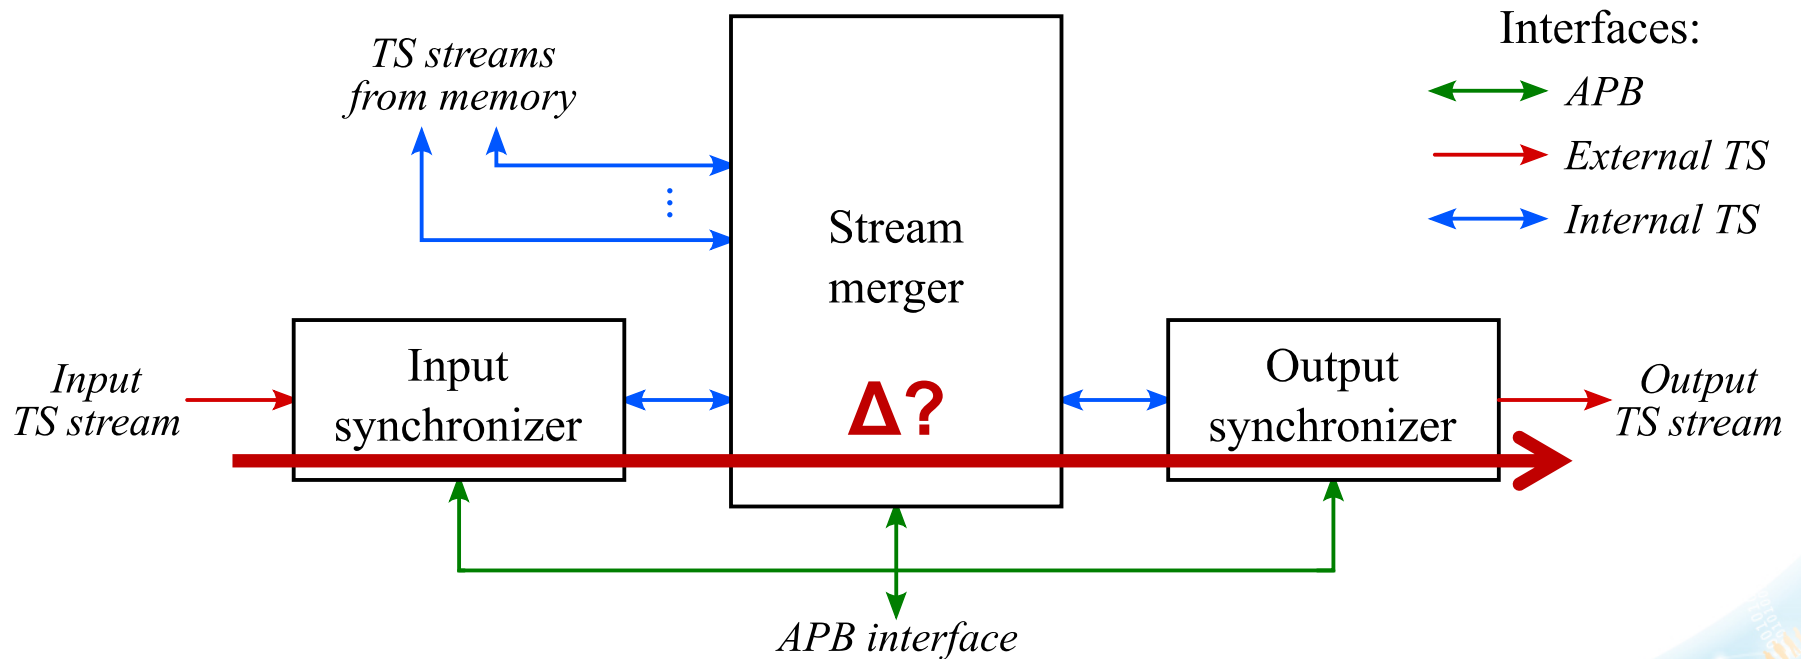 TS streams
from memory
Interfaces:
APB
External TS
Internal TS
Stream
merger
Δ?
Input
TS stream
Input
synchronizer
Output
synchronizer
Output
TS stream
APB interface